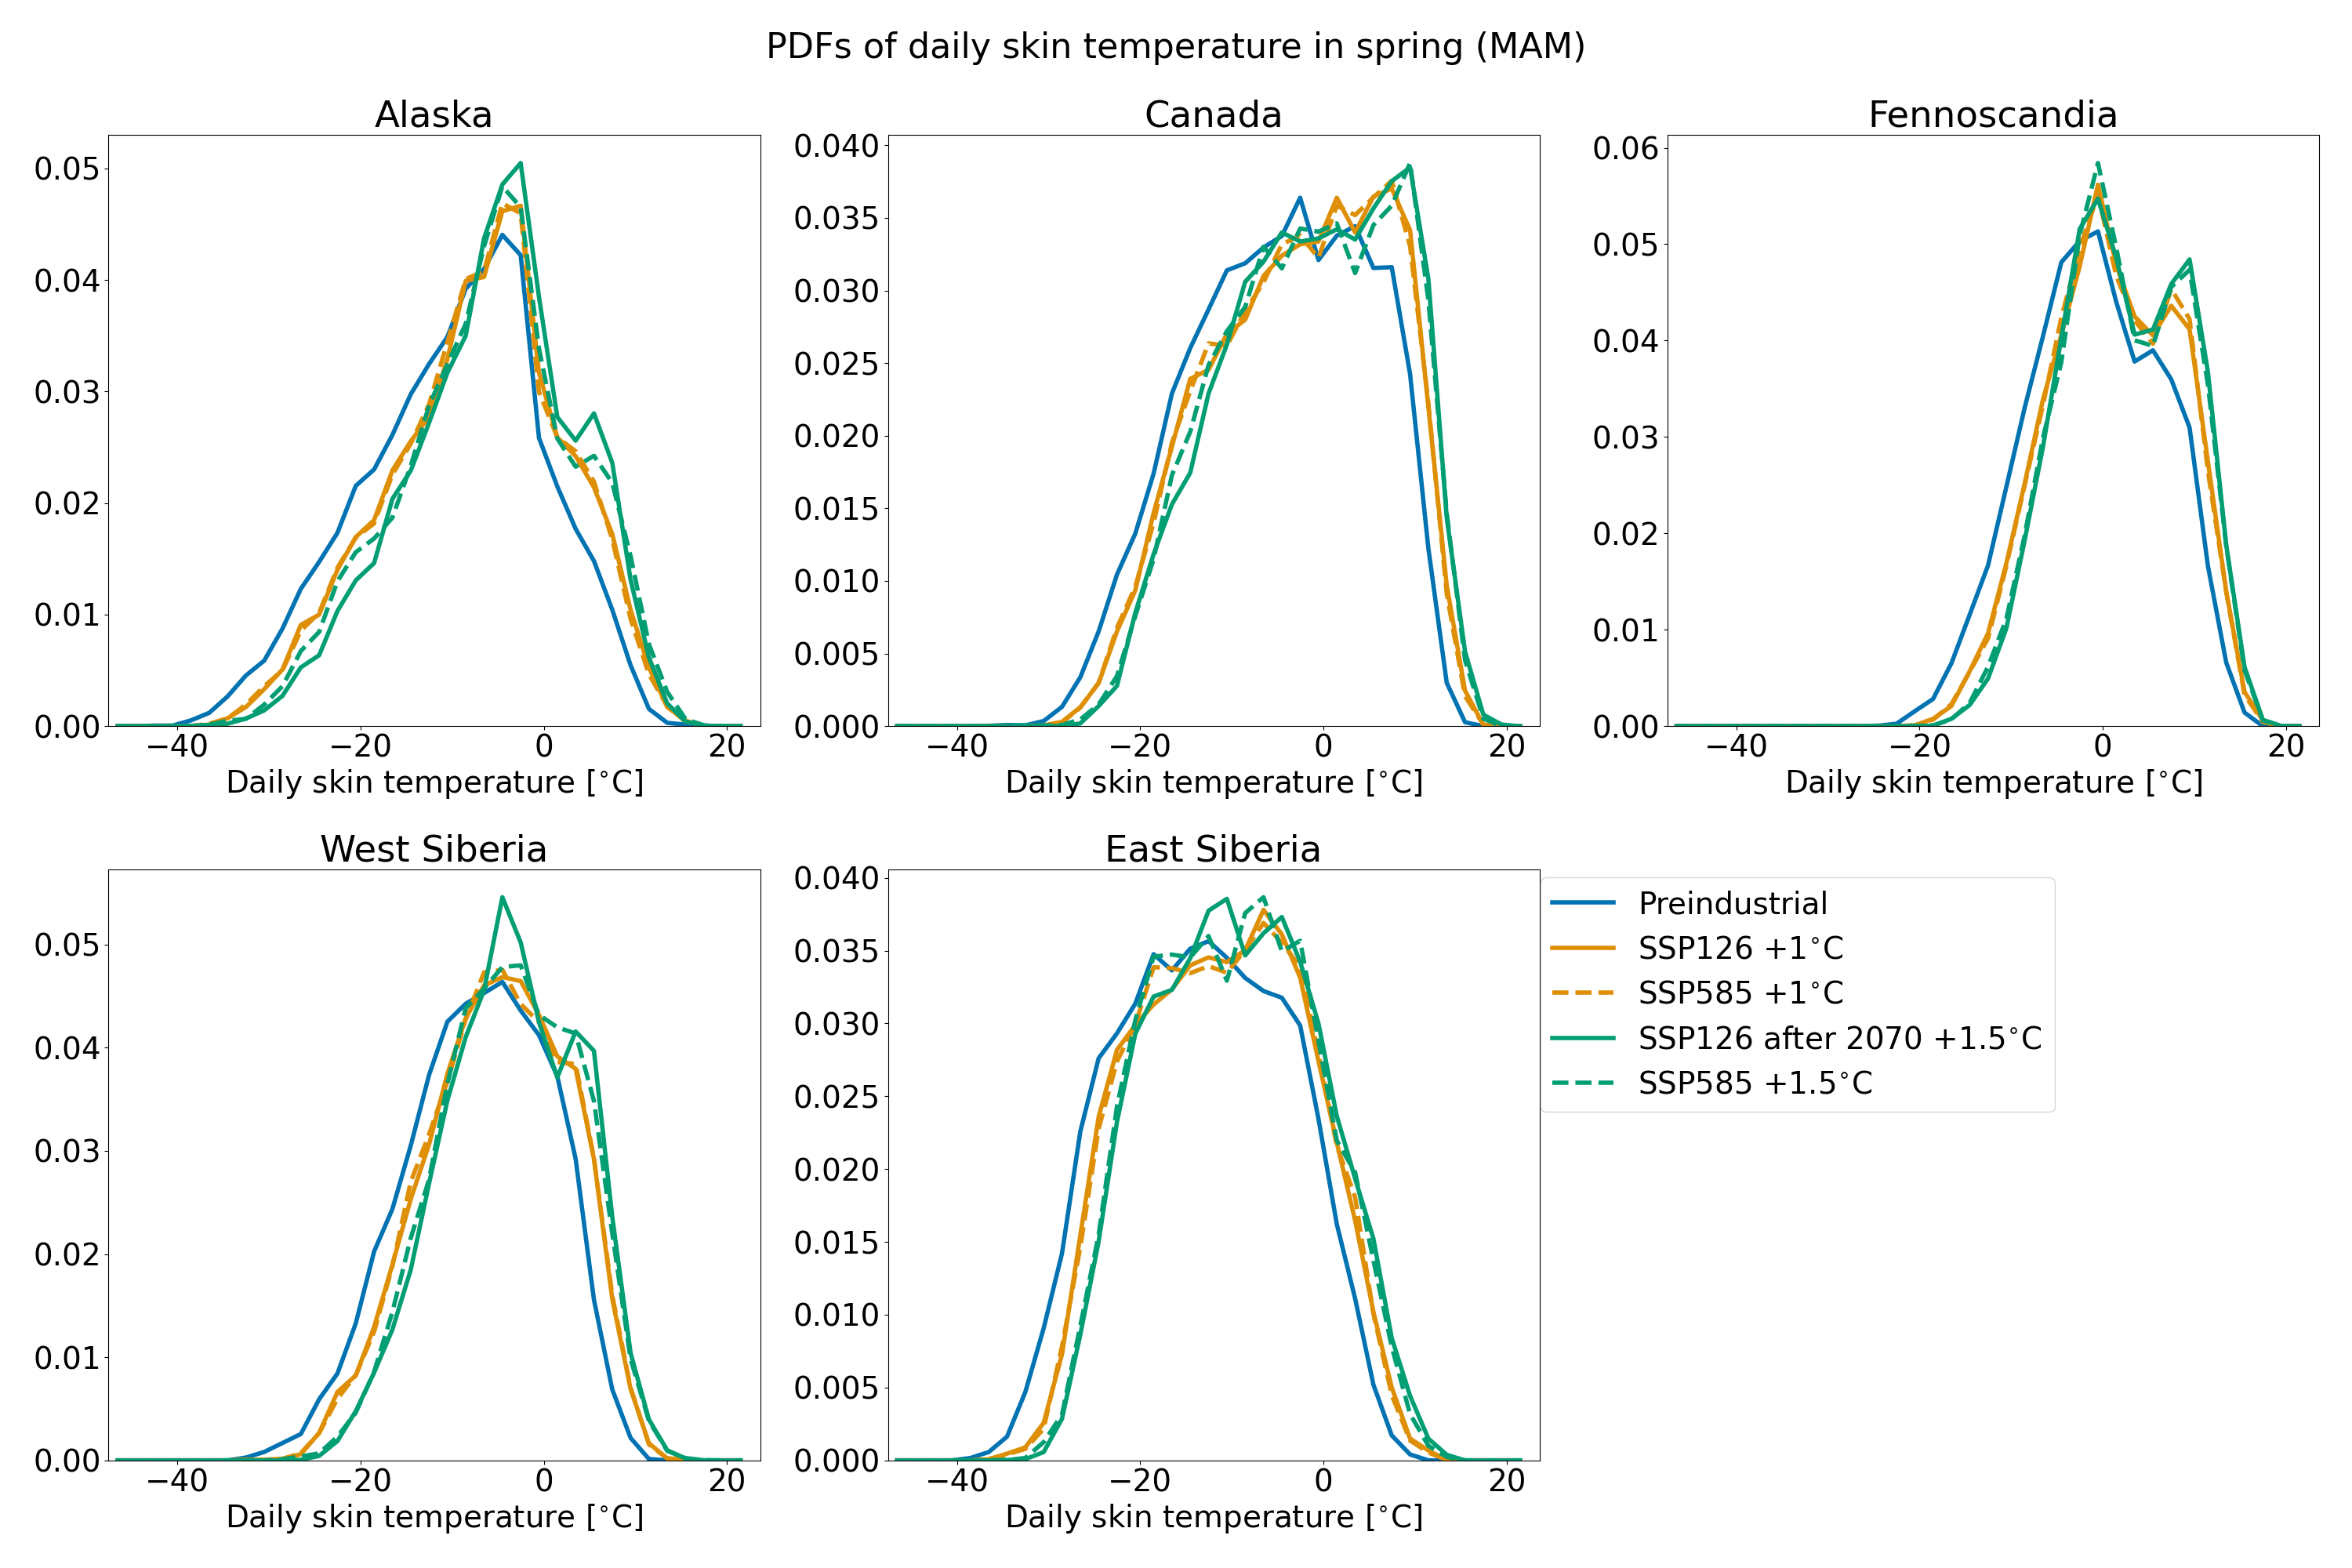 PDFs of daily skin temperature in spring (MAM)
Alaska
0.05
0.04
0.03
0.02
0.01
0.00
−40 −20 0 20
Daily skin temperature [°C]
Canada
0.040
0.035
0.030
0.025
0.020
0.015
0.010
0.005
0.000
−40 −20 0 20
Daily skin temperature [°C]
Fennoscandia
0.06
0.05
0.04
0.03
0.02
0.01
0.00
−40 −20 0 20
Daily skin temperature [°C]
West Siberia
0.05
0.04
0.03
0.02
0.01
0.00
−40 −20 0 20
Daily skin temperature [°C]
East Siberia
0.040
0.035
0.030
0.025
0.020
0.015
0.010
0.005
0.000
−40 −20 0 20
Daily skin temperature [°C]
Preindustrial
SSP126 +1°C
SSP585 +1°C
SSP126 after 2070 +1.5°C
SSP585 +1.5°C